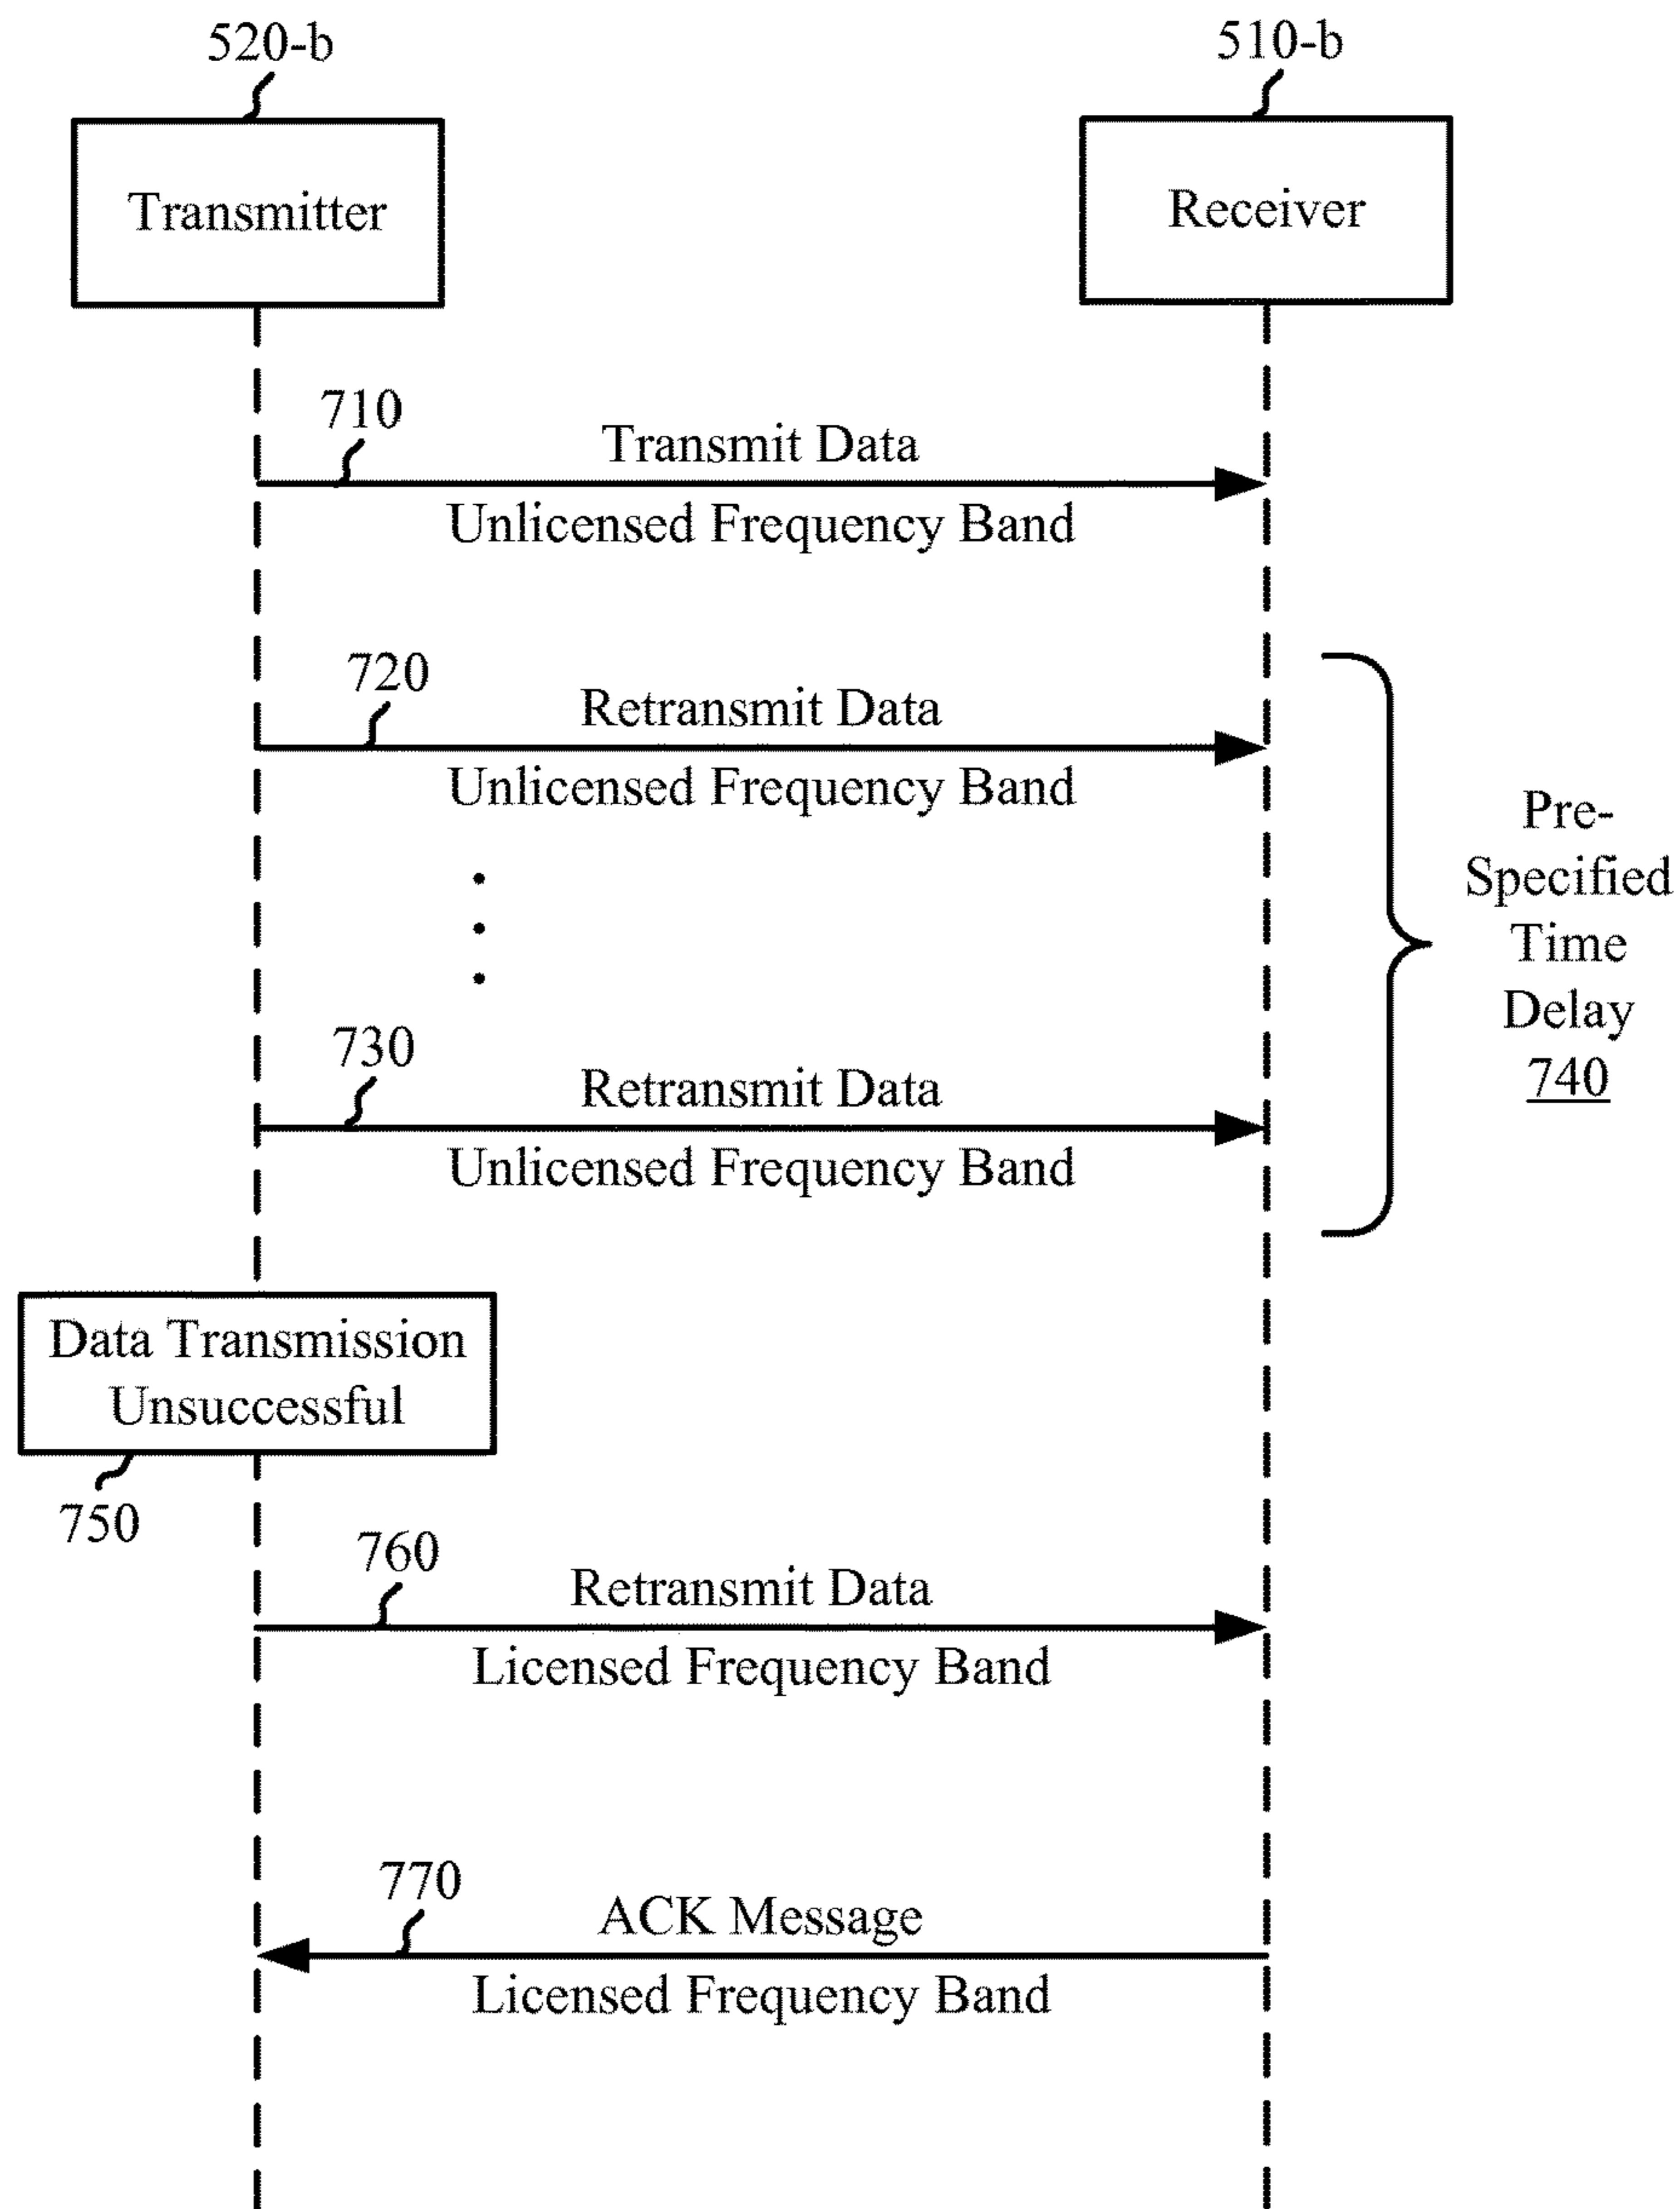 520-b
510-b
Transmitter
Receiver
710
Transmit Data
Unlicensed Frequency Band
720
Retransmit Data
Unlicensed Frequency Band
730
Retransmit Data
Unlicensed Frequency Band
Pre-
Specified
Time
Delay
740
Data Transmission
Unsuccessful
750
760
Retransmit Data
Licensed Frequency Band
770
ACK Message
Licensed Frequency Band